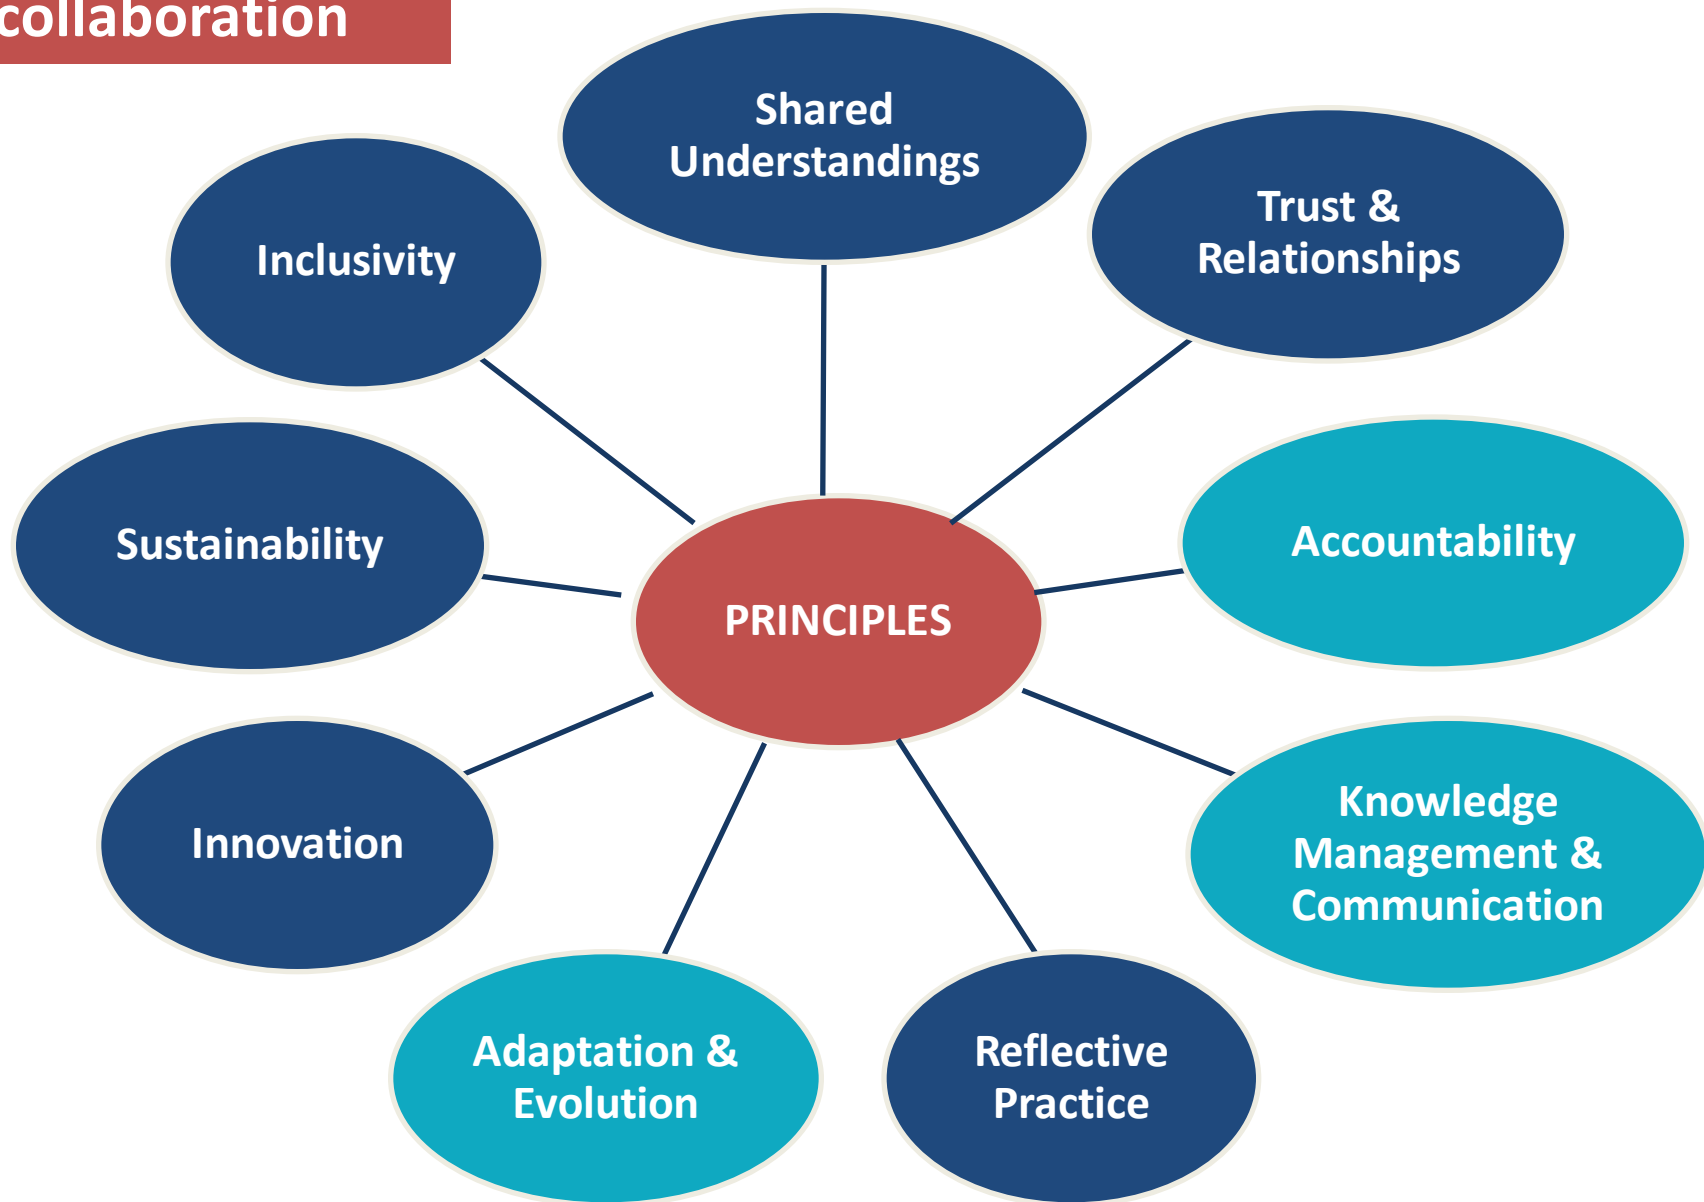 collaboration
Shared
Understandings
Trust &
Relationships
Inclusivity
Accountability
Sustainability
PRINCIPLES
Knowledge
Management &
Communication
Innovation
Reflective
Practice
Adaptation &
Evolution